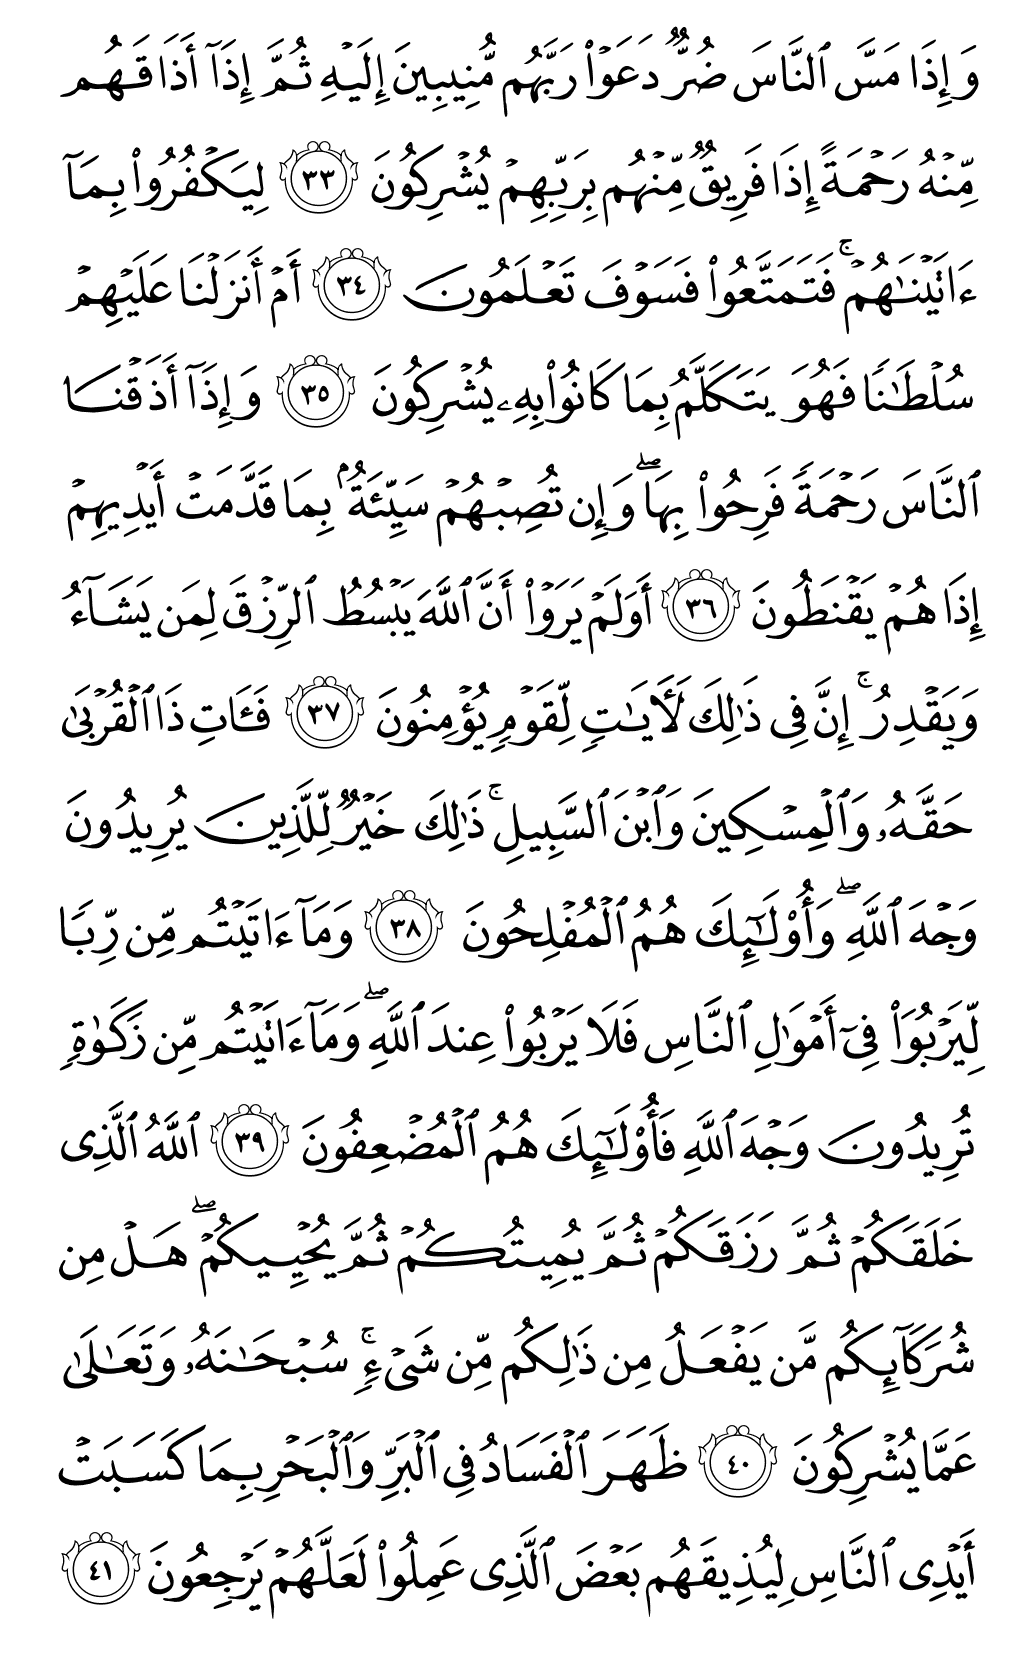 وَإِذَا مَسَّ ٱلنَّاسَ ضُرٌّ دَعَوْا۟ رَبَّهُم مُّنِيبِينَ إِلَيْهِ ثُمَّ إِذَآ أَذَاقَهُم
مِّنْهُ رَحْمَةً إِذَا فَرِيقٌ مِّنْهُم بِرَبِّهِمْ يُشْرِكُونَ ٣٣ لِيَكْفُرُوا۟ بِمَآ
ءَاتَيْنَٰهُمْ ۚ فَتَمَتَّعُوا۟ فَسَوْفَ تَعْلَمُونَ ٣٤ أَمْ أَنزَلْنَا عَلَيْهِمْ
سُلْطَٰنًا فَهُوَ يَتَكَلَّمُ بِمَا كَانُوا۟ بِهِۦ يُشْرِكُونَ ٣٥ وَإِذَآ أَذَقْنَا
ٱلنَّاسَ رَحْمَةً فَرِحُوا۟ بِهَا ۖ وَإِن تُصِبْهُمْ سَيِّئَةٌۢ بِمَا قَدَّمَتْ أَيْدِيهِمْ
إِذَا هُمْ يَقْنَطُونَ ٣٦ أَوَلَمْ يَرَوْا۟ أَنَّ ٱللَّهَ يَبْسُطُ ٱلرِّزْقَ لِمَن يَشَآءُ
وَيَقْدِرُ ۚ إِنَّ فِى ذَٰلِكَ لَءَايَٰتٍ لِّقَوْمٍ يُؤْمِنُونَ ٣٧ فَـَٔاتِ ذَا ٱلْقُرْبَىٰ
حَقَّهُۥ وَٱلْمِسْكِينَ وَٱبْنَ ٱلسَّبِيلِ ۚ ذَٰلِكَ خَيْرٌ لِّلَّذِينَ يُرِيدُونَ
وَجْهَ ٱللَّهِ ۖ وَأُو۟لَٰٓئِكَ هُمُ ٱلْمُفْلِحُونَ ٣٨ وَمَآ ءَاتَيْتُم مِّن رِّبًا
لِّيَرْبُوَا۟ فِىٓ أَمْوَٰلِ ٱلنَّاسِ فَلَا يَرْبُوا۟ عِندَ ٱللَّهِ ۖ وَمَآ ءَاتَيْتُم مِّن زَكَوٰةٍ
تُرِيدُونَ وَجْهَ ٱللَّهِ فَأُو۟لَٰٓئِكَ هُمُ ٱلْمُضْعِفُونَ ٣٩ ٱللَّهُ ٱلَّذِى
خَلَقَكُمْ ثُمَّ رَزَقَكُمْ ثُمَّ يُمِيتُكُمْ ثُمَّ يُحْيِيكُمْ ۖ هَلْ مِن
شُرَكَآئِكُم مَّن يَفْعَلُ مِن ذَٰلِكُم مِّن شَىْءٍ ۚ سُبْحَٰنَهُۥ وَتَعَٰلَىٰ
عَمَّا يُشْرِكُونَ ٤٠ ظَهَرَ ٱلْفَسَادُ فِى ٱلْبَرِّ وَٱلْبَحْرِ بِمَا كَسَبَتْ
أَيْدِى ٱلنَّاسِ لِيُذِيقَهُم بَعْضَ ٱلَّذِى عَمِلُوا۟ لَعَلَّهُمْ يَرْجِعُونَ ٤١